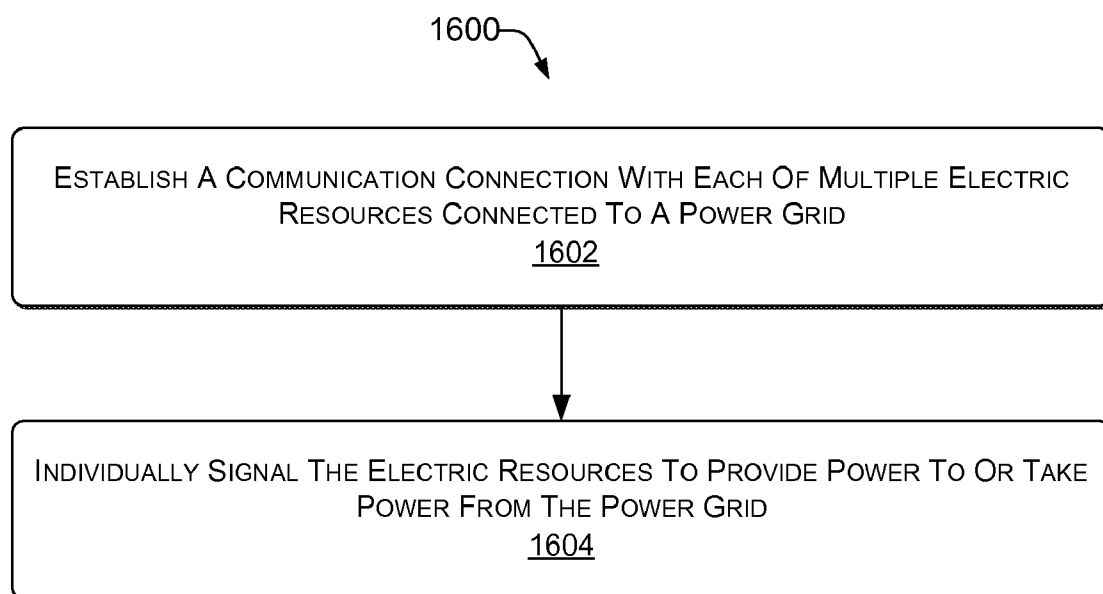 1600
ESTABLISH A COMMUNICATION CONNECTION WITH EACH OF MULTIPLE ELECTRIC
RESOURCES CONNECTED TO A POWER GRID
1602
INDIVIDUALLY SIGNAL THE ELECTRIC RESOURCES TO PROVIDE POWER TO OR TAKE
POWER FROM THE POWER GRID
1604